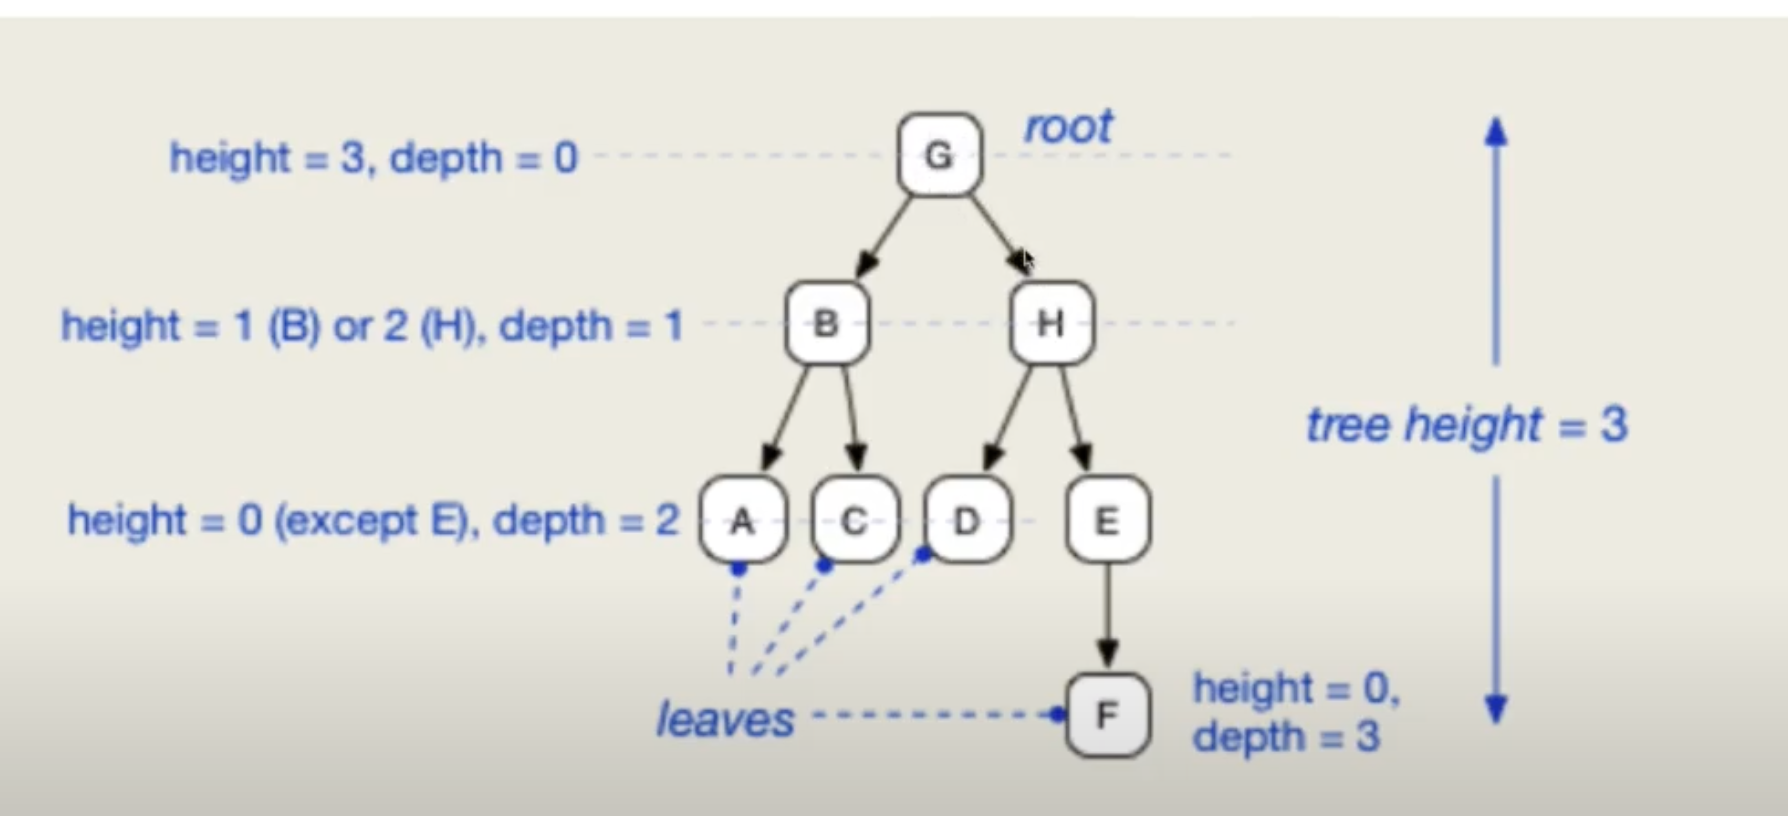 root
height = 3, depth = 0
G
height = 1 (B) or 2 (H), depth = 1
B
H
tree height = 3
height = 0 (except E), depth = 2
A
C
D
E
leaves
F
height = 0,
depth = 3